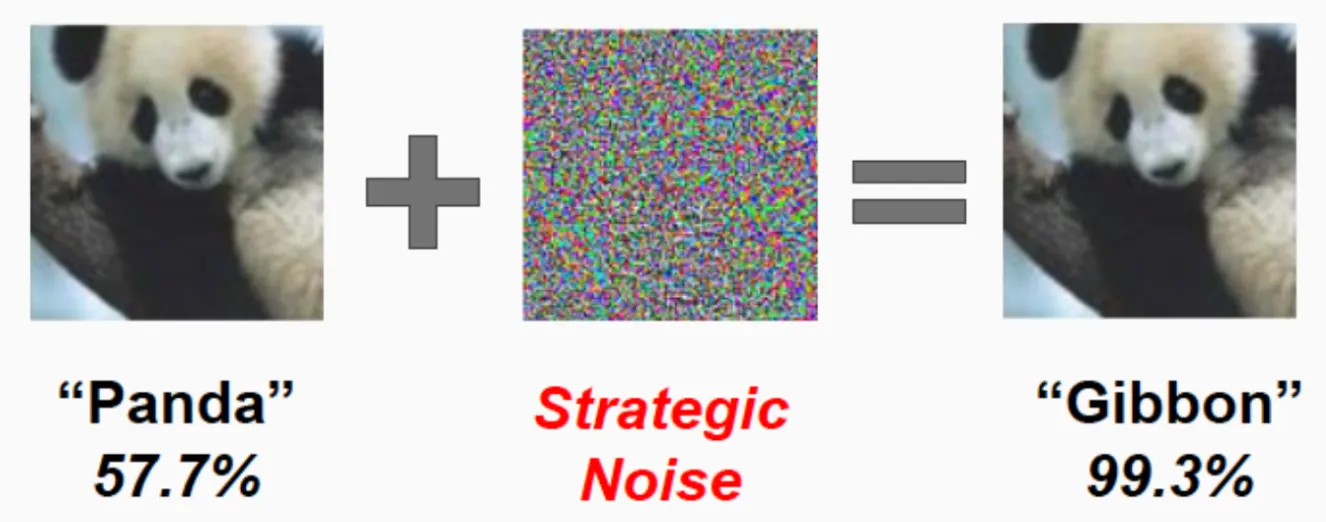 “Panda”
57.7%
Strategic
Noise
“Gibbon”
99.3%